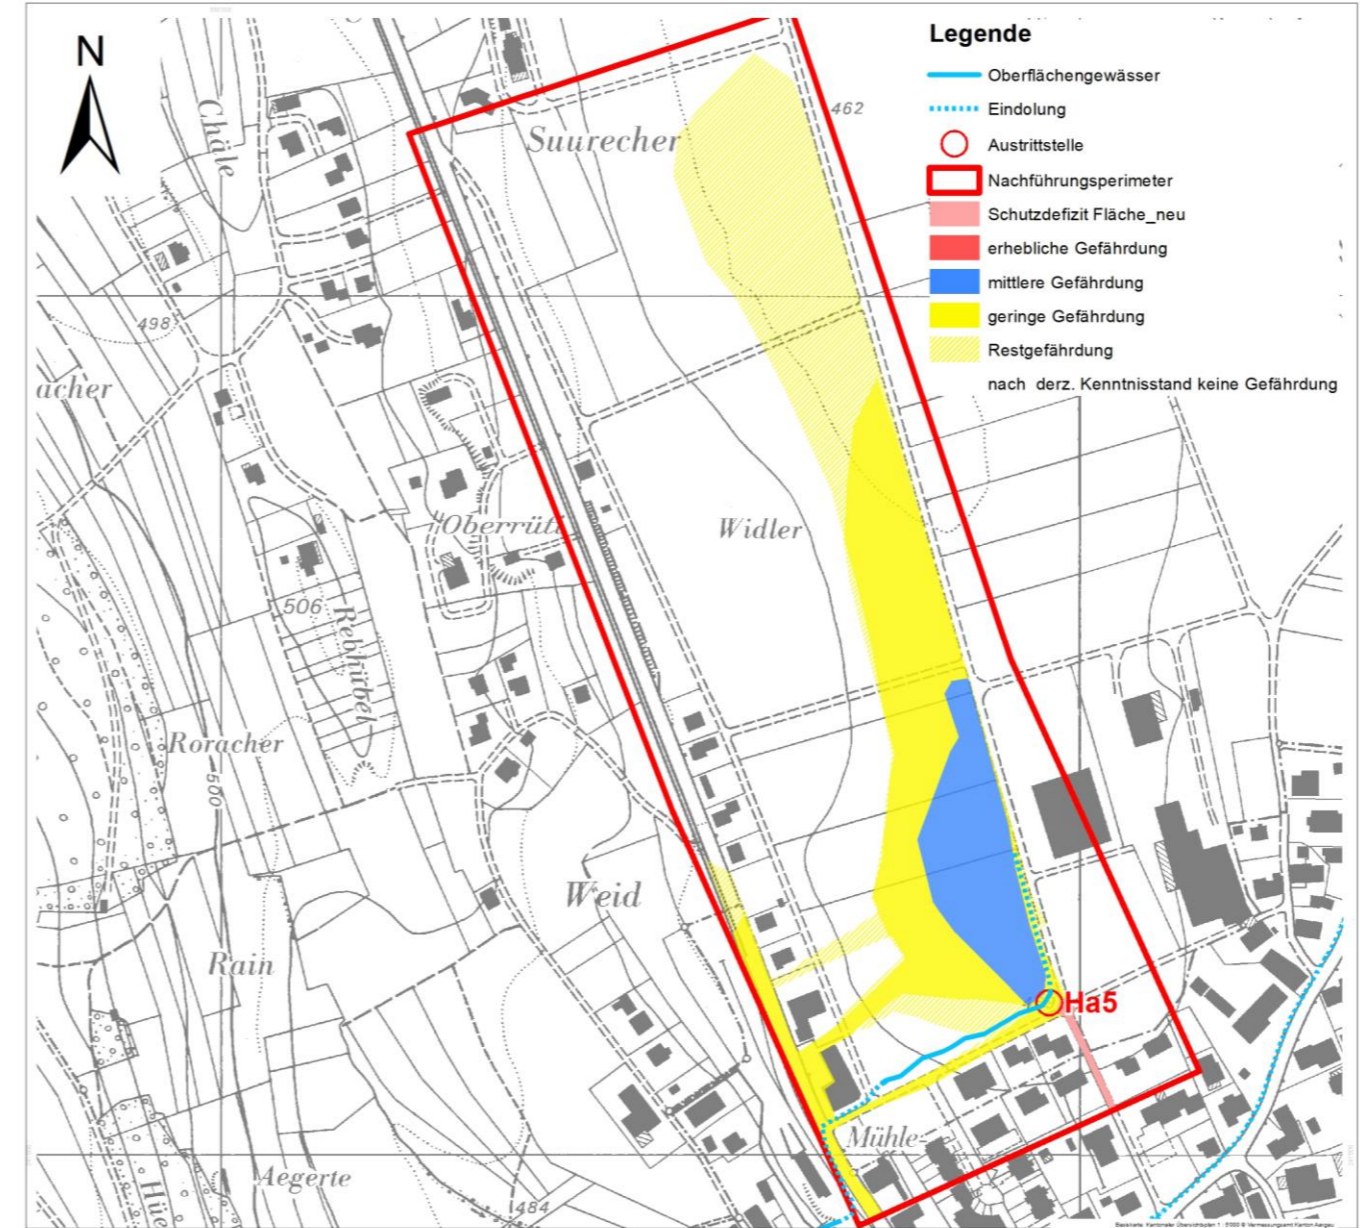 N
Legende
Oberflächengewässer
Eindolung
Austrittstelle
Nachführungsperimeter
Schutzdefizit Fläche_neu
erhebliche Gefährdung
mittlere Gefährdung
geringe Gefährdung
Restgefährdung
nach derz. Kenntnisstand keine Gefährdung
Chäle
Suurecher
462
498
acher
Oberrüti
Widler
506
Rebhübel
Roracher
500
Weid
Rain
Ha5
Mühle-
Aegerte
Hüe
484